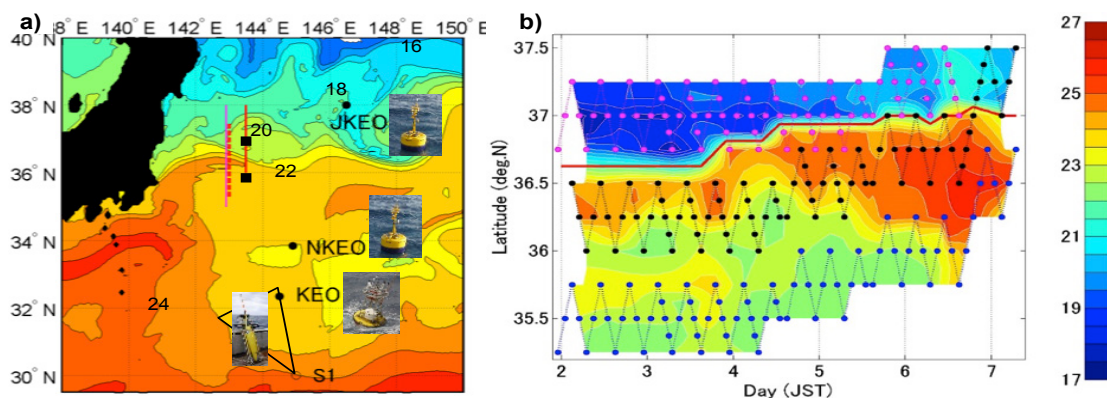 a)
8° E 140° E 142° E 144° E 146° E 148° E 150° E
40° N
38° N
36° N
34° N
32° N
30° N
16
18
JKEO
20
22
NKEO
KEO
24
S1
b)
Latitude (deg.N)
37.5
37
36.5
36
35.5
2 3 4 5 6 7
Day (JST)
27
25
23
21
19
17